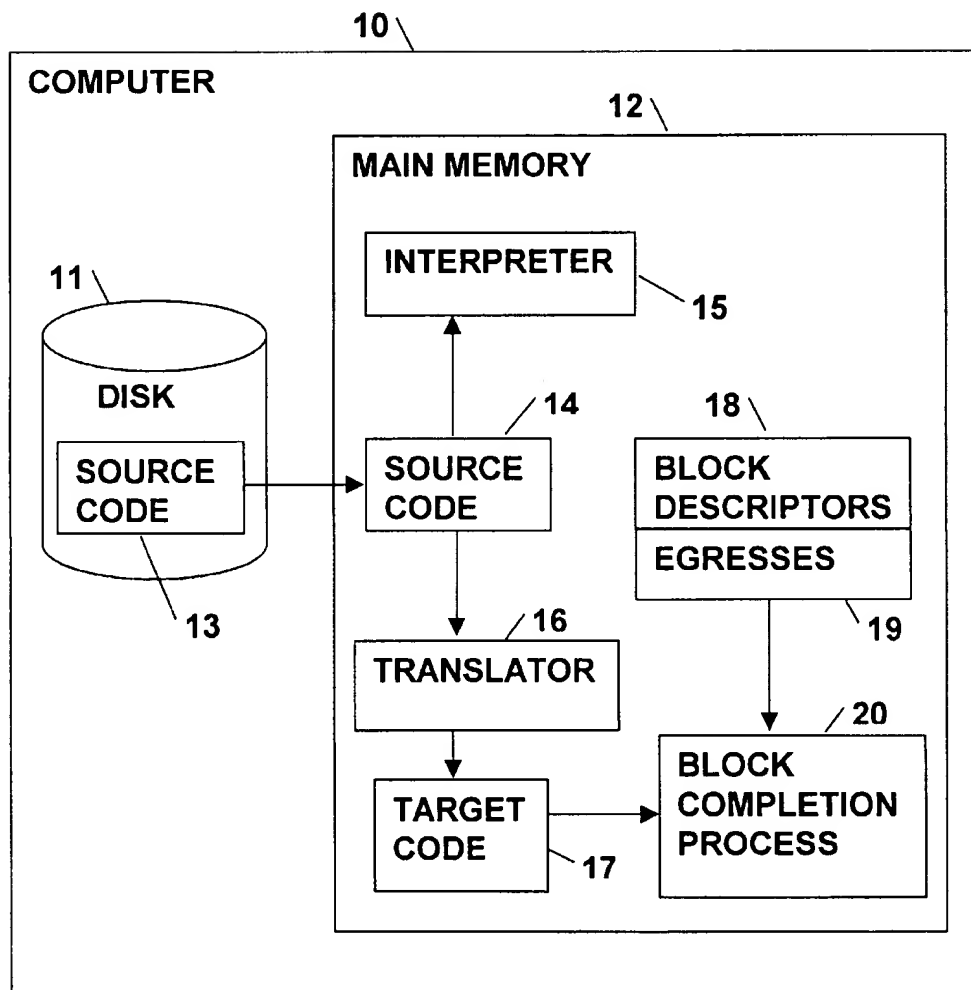 10
COMPUTER
12
MAIN MEMORY
INTERPRETER
15
11
DISK
SOURCE
CODE
13
14
SOURCE
CODE
18
BLOCK
DESCRIPTORS
EGRESSES
19
16
TRANSLATOR
20
BLOCK
COMPLETION
PROCESS
TARGET
CODE
17